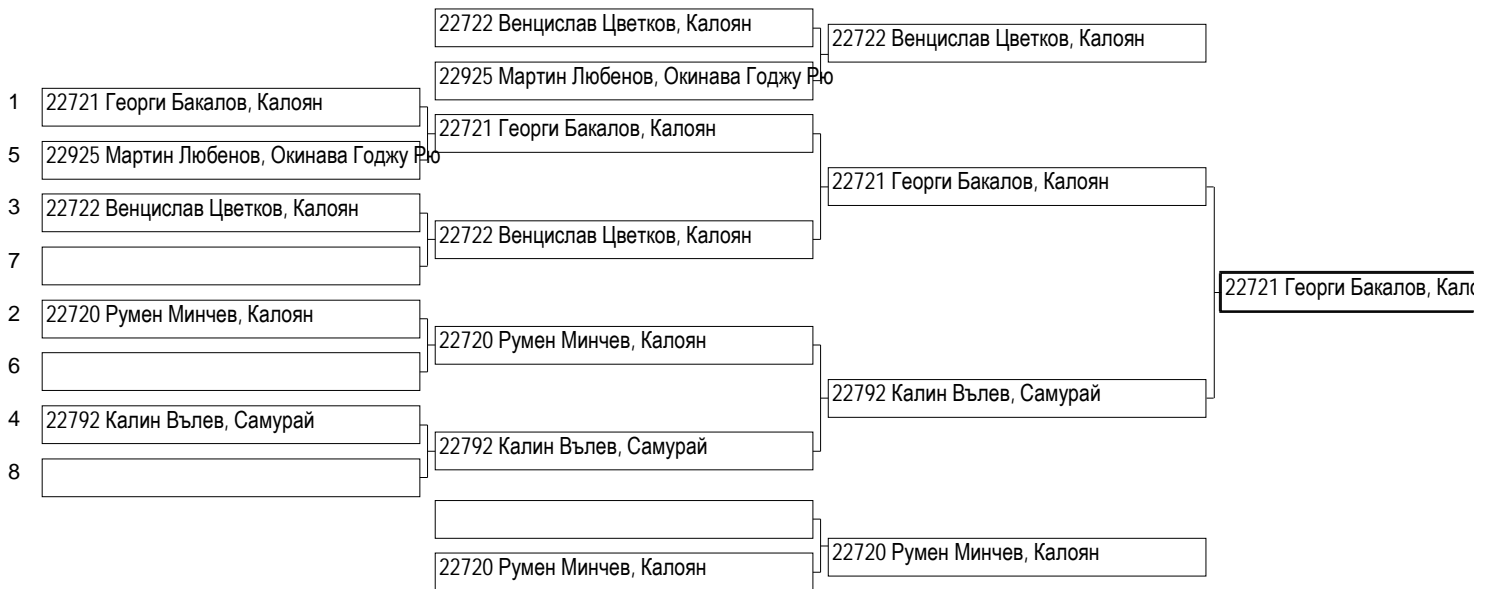 22722 Венцислав Цветков, Калоян
22722 Венцислав Цветков, Калоян
22925 Мартин Любенов, Окинава Годжу Рю
1 22721 Георги Бакалов, Калоян
22721 Георги Бакалов, Калоян
5 22925 Мартин Любенов, Окинава Годжу Рю
22721 Георги Бакалов, Калоян
3 22722 Венцислав Цветков, Калоян
22722 Венцислав Цветков, Калоян
7
22721 Георги Бакалов, Кало
2 22720 Румен Минчев, Калоян
22720 Румен Минчев, Калоян
6
22792 Калин Вълев, Самурай
4 22792 Калин Вълев, Самурай
22792 Калин Вълев, Самурай
8
22720 Румен Минчев, Калоян
22720 Румен Минчев, Калоян